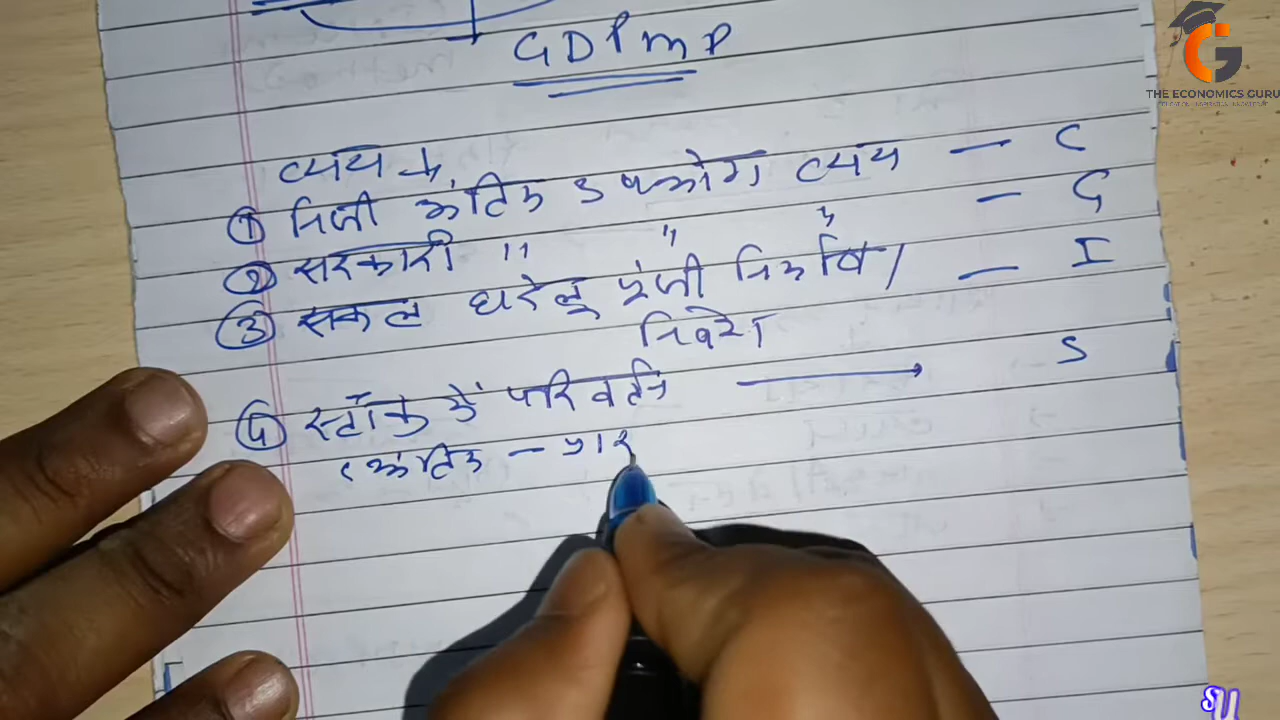 GDPmp
व्यय के
① निजी अंतिम उपभोग व्यय — C
② सरकारी " " " — G
③ सकल घरेलू पूंजी निर्माण / — I
निवेश
④ स्टॉक में परिवर्तन → S
(अंतिम — प्रार
THE ECONOMICS GURU